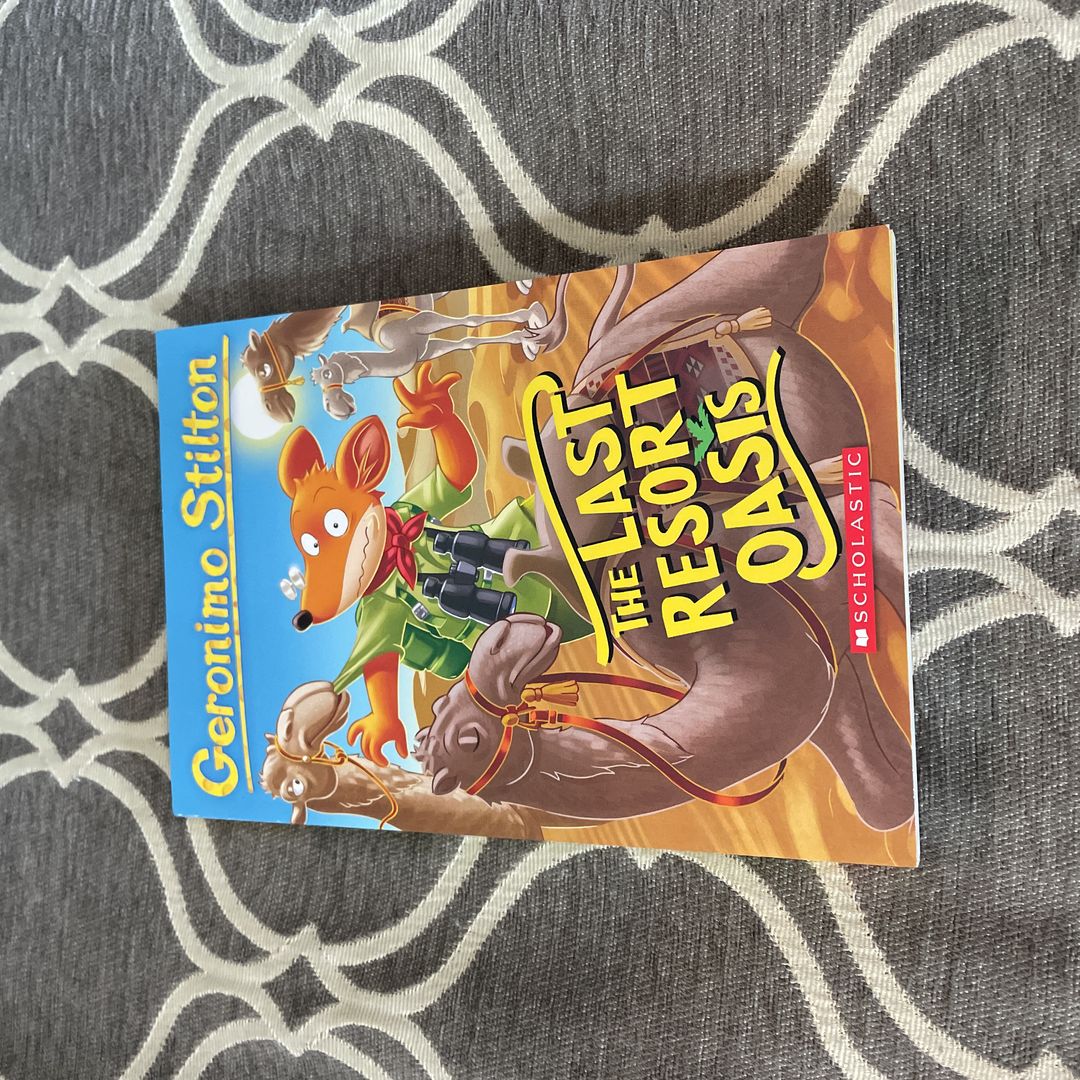 Geronimo Stilton
THE LAST
RESORT
OASIS
SCHOLASTIC